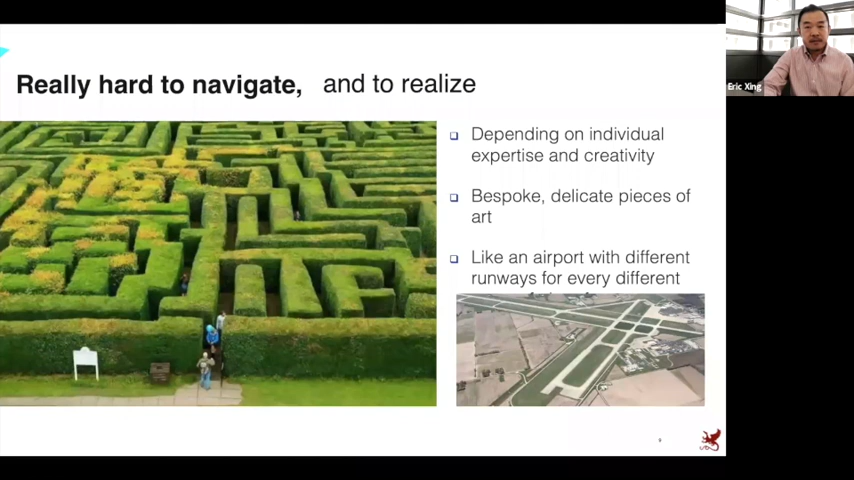 Eric Xing
Really hard to navigate, and to realize
Depending on individual
expertise and creativity
Bespoke, delicate pieces of
art
Like an airport with different
runways for every different
9